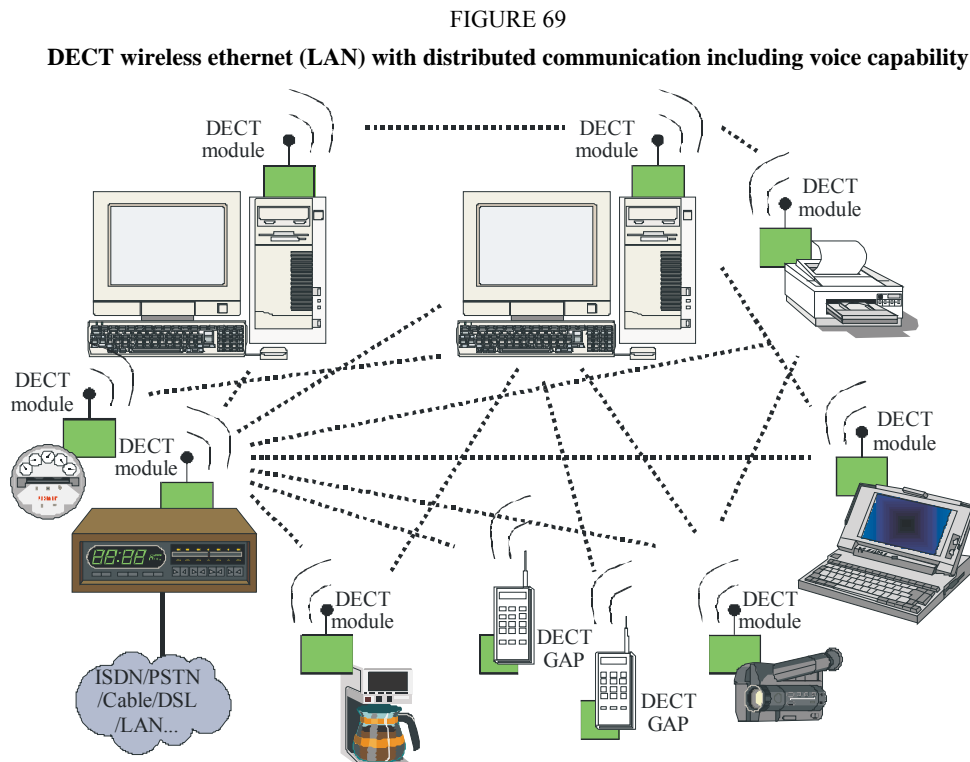 FIGURE 69
DECT wireless ethernet (LAN) with distributed communication including voice capability
DECT
module
DECT
module
DECT
module
DECT
module
DECT
module
DECT
module
DECT
module
DECT
GAP
DECT
GAP
DECT
module
ISDN/PSTN
/Cable/DSL
/LAN...
88:88